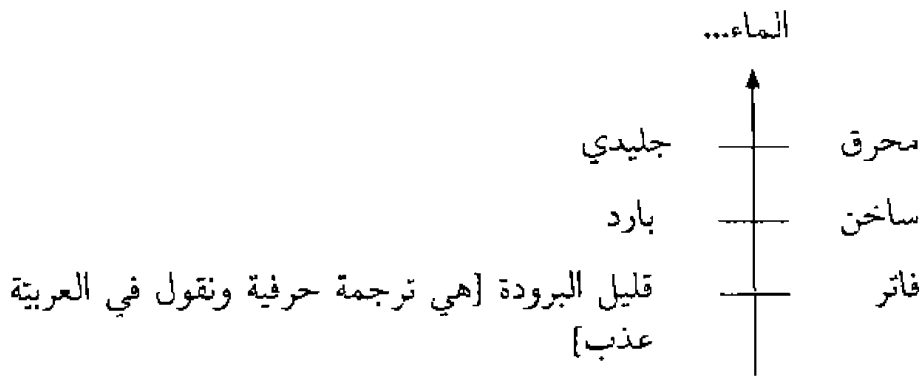 الماء...
محرق جليدي
ساخن بارد
فاتر قليل البرودة [هي ترجمة حرفية ونقول في العربيّة
عذب]